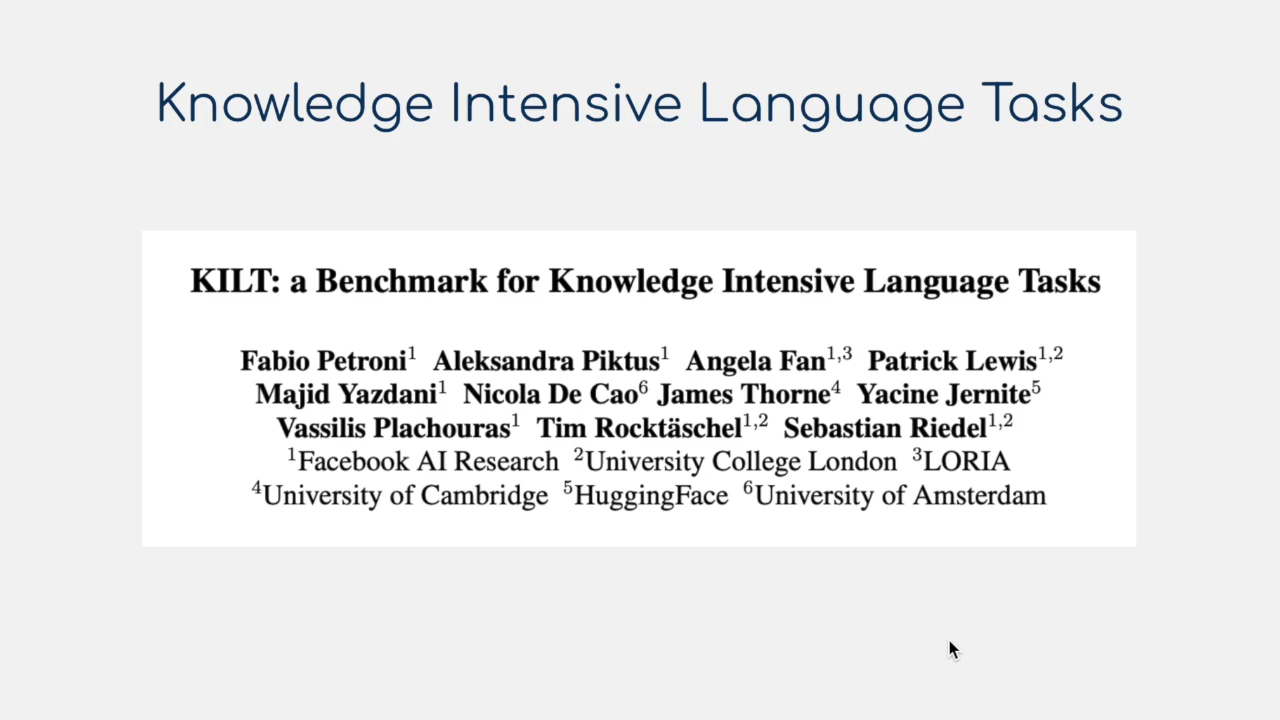 Knowledge Intensive Language Tasks
KILT: a Benchmark for Knowledge Intensive Language Tasks
Fabio Petroni¹ Aleksandra Piktus¹ Angela Fan¹,³ Patrick Lewis¹,²
Majid Yazdani¹ Nicola De Cao⁶ James Thorne⁴ Yacine Jernite⁵
Vassilis Plachouras¹ Tim Rocktäschel¹,² Sebastian Riedel¹,²
¹Facebook AI Research ²University College London ³LORIA
⁴University of Cambridge ⁵HuggingFace ⁶University of Amsterdam